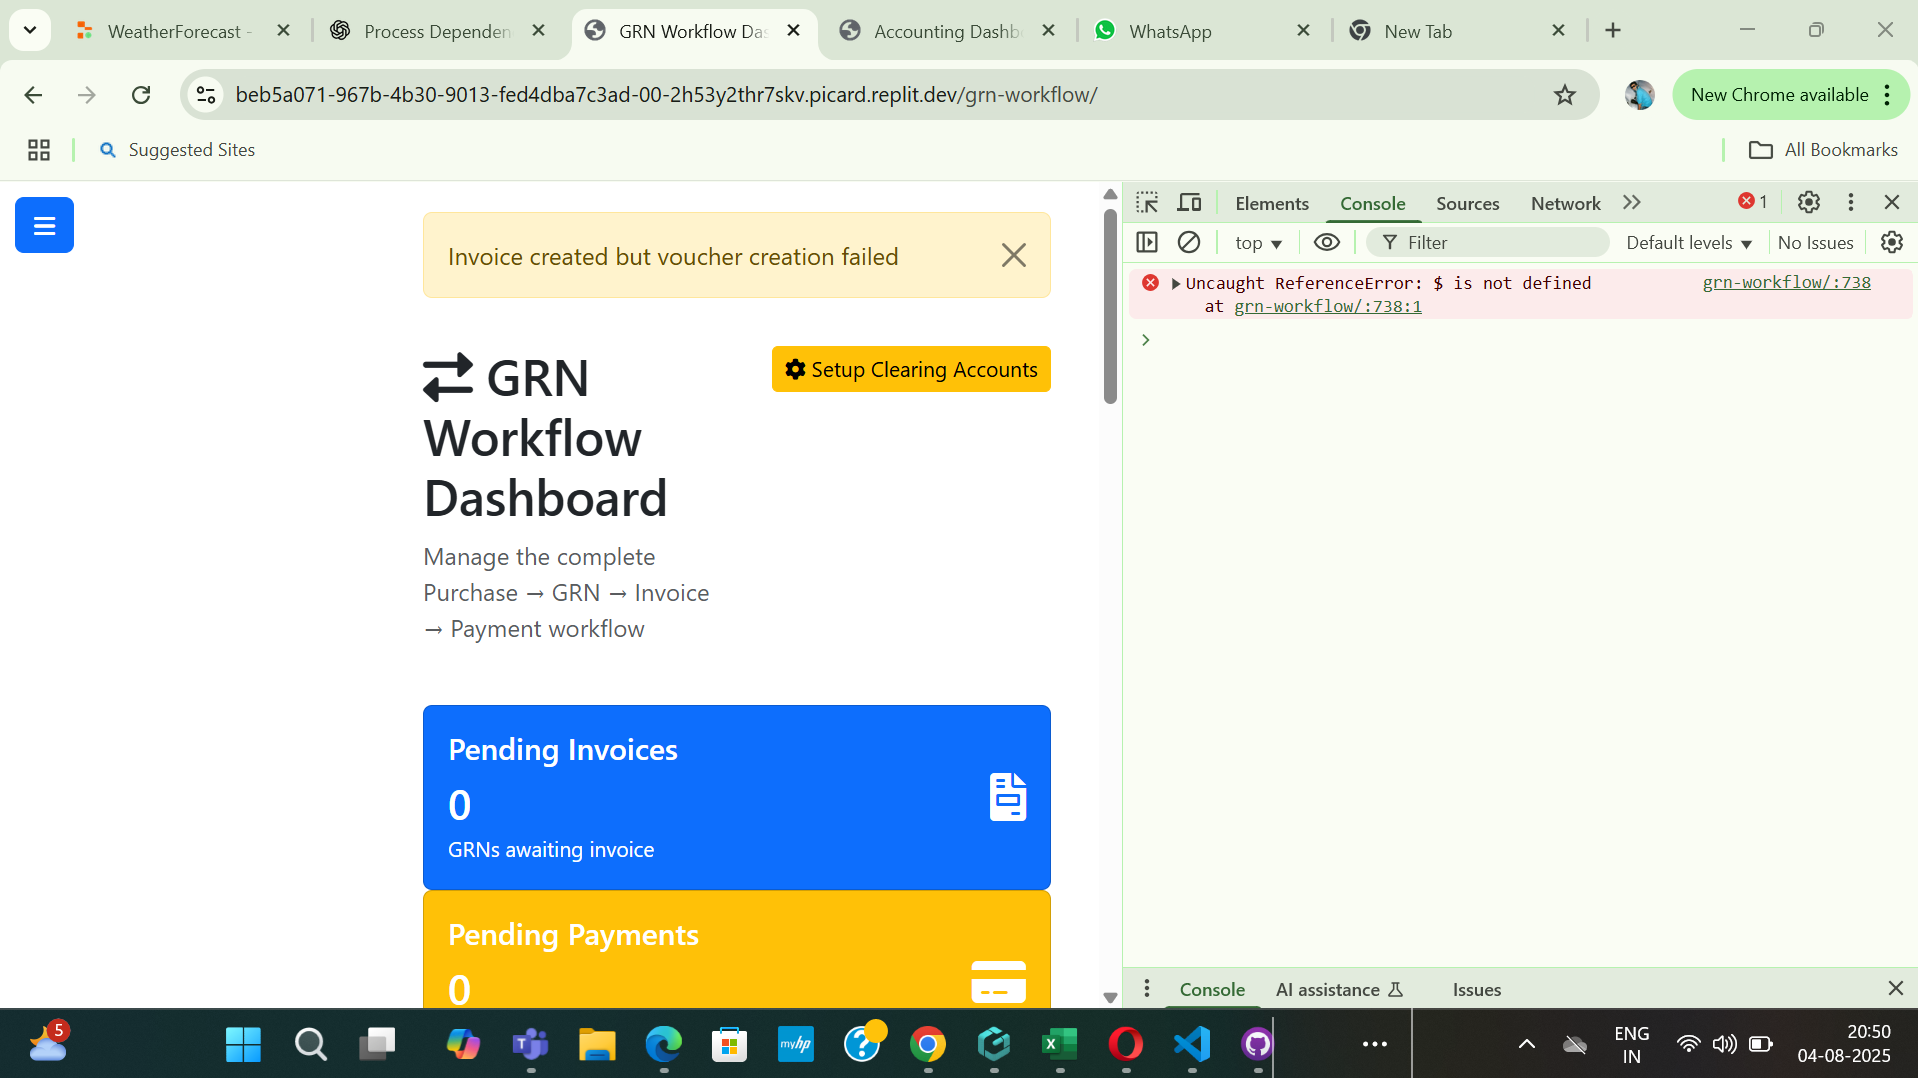 WeatherForecast -
Process Dependen
GRN Workflow Das
Accounting Dashb
WhatsApp
New Tab
beb5a071-967b-4b30-9013-fed4dba7c3ad-00-2h53y2thr7skv.picard.replit.dev/grn-workflow/
New Chrome available
Suggested Sites
All Bookmarks
Invoice created but voucher creation failed
GRN
Workflow
Dashboard
Setup Clearing Accounts
Manage the complete
Purchase → GRN → Invoice
→ Payment workflow
Pending Invoices
0
GRNs awaiting invoice
Pending Payments
0
Elements
Console
Sources
Network
1
top
Filter
Default levels
No Issues
Uncaught ReferenceError: $ is not defined
grn-workflow/:738
at grn-workflow/:738:1
Console
AI assistance
Issues
5
myhp
ENG
IN
20:50
04-08-2025